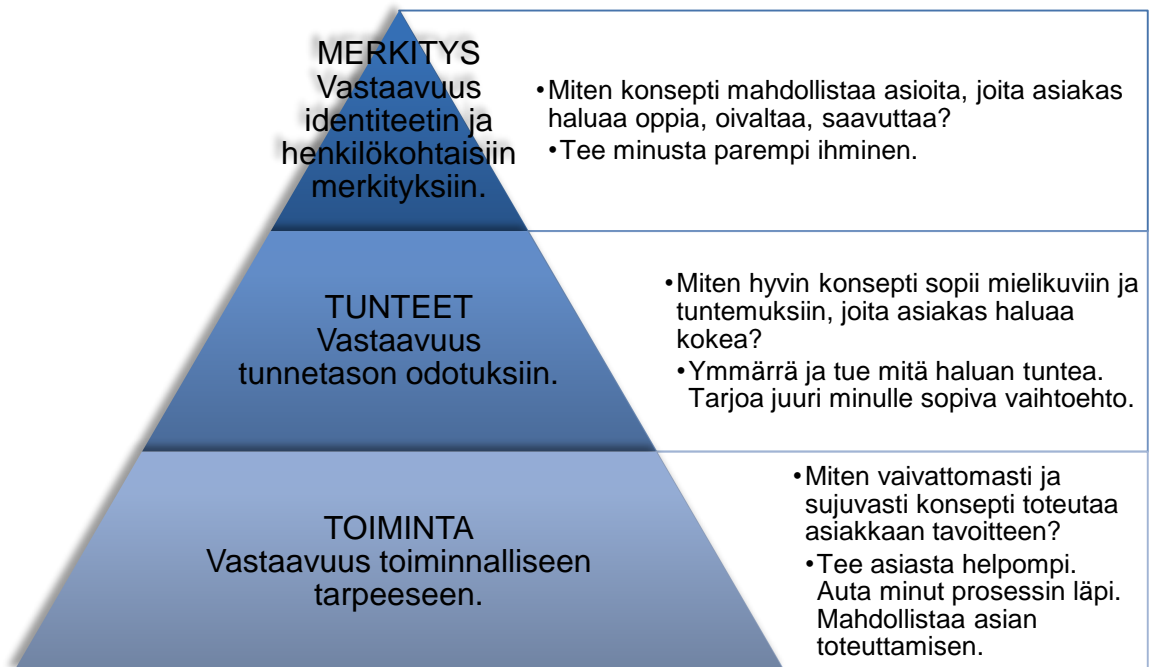 MERKITYS
Vastaavuus
identiteetin ja
henkilökohtaisiin
merkityksiin.
•Miten konsepti mahdollistaa asioita, joita asiakas
haluaa oppia, oivaltaa, saavuttaa?
•Tee minusta parempi ihminen.
TUNTEET
Vastaavuus
tunnetason odotuksiin.
•Miten hyvin konsepti sopii mielikuviin ja
tuntemuksiin, joita asiakas haluaa
kokea?
•Ymmärrä ja tue mitä haluan tuntea.
Tarjoa juuri minulle sopiva vaihtoehto.
TOIMINTA
Vastaavuus toiminnalliseen
tarpeeseen.
•Miten vaivattomasti ja
sujuvasti konsepti toteutaa
asiakkaan tavoitteen?
•Tee asiasta helpompi.
Auta minut prosessin läpi.
Mahdollistaa asian
toteuttamisen.